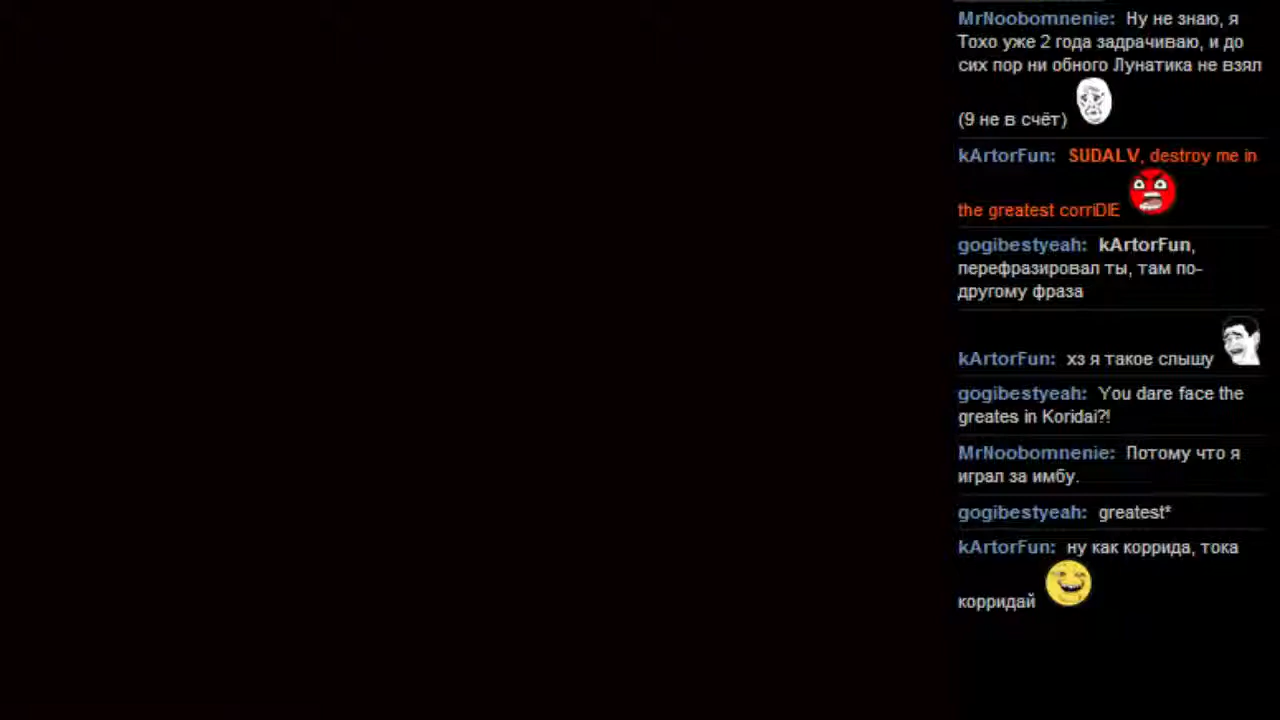 MrNoobomnenie: Ну не знаю, я
Тохо уже 2 года задрачиваю, и до
сих пор ни обного Лунатика не взял
(9 не в счёт)
kArtorFun: SUDALV, destroy me in
the greatest corriDIE
gogibestyeah: kArtorFun,
перефразировал ты, там по-
другому фраза
kArtorFun: хз я такое слышу
gogibestyeah: You dare face the
greates in Koridai?!
MrNoobomnenie: Потому что я
играл за имбу.
gogibestyeah: greatest*
kArtorFun: ну как коррида, тока
корридай